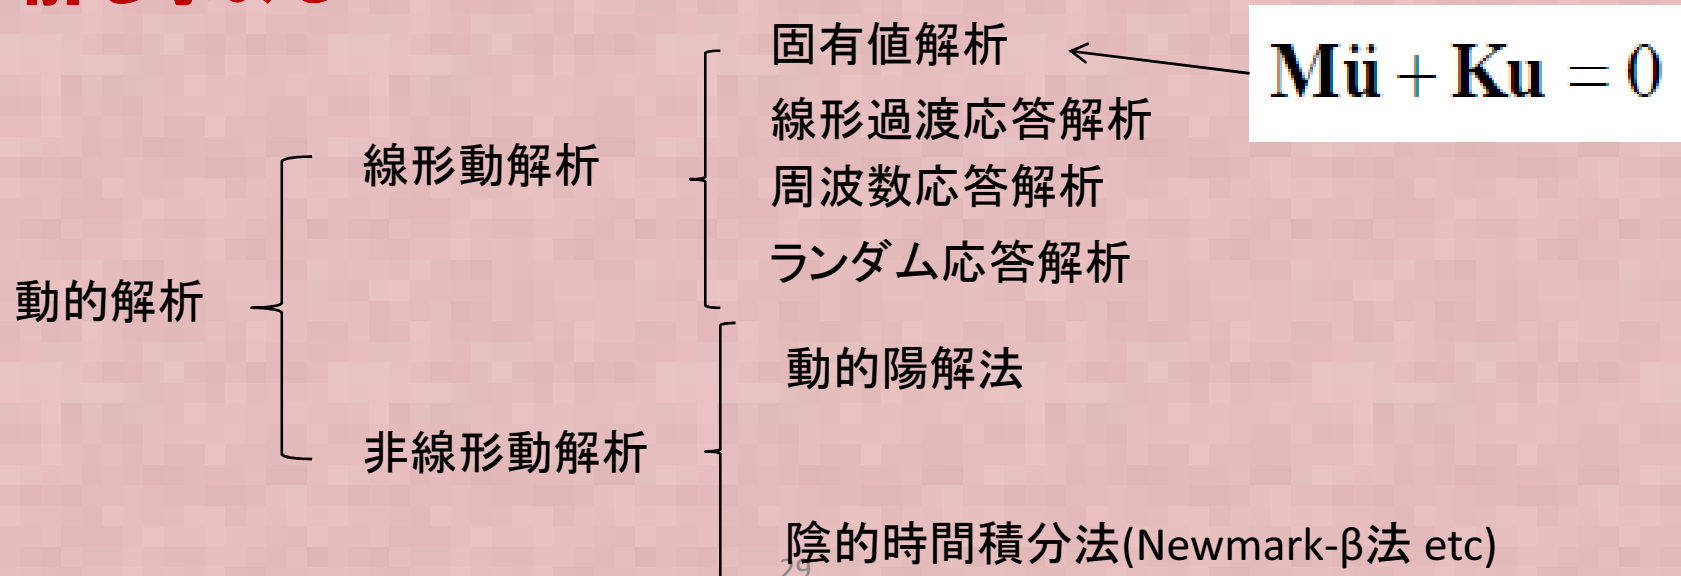 固有値解析
Mü + Ku = 0
線形過渡応答解析
線形動解析
周波数応答解析
ランダム応答解析
動的解析
動的陽解法
非線形動解析
陰的時間積分法(Newmark-β法 etc)
29